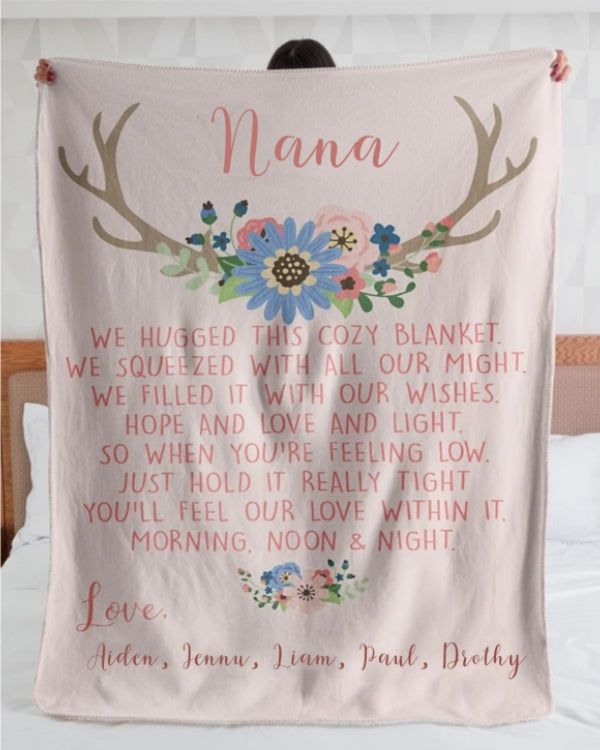 Nana
WE HUGGED THIS COZY BLANKET.
WE SQUEEZED WITH ALL OUR MIGHT.
WE FILLED IT WITH OUR WISHES.
HOPE AND LOVE AND LIGHT.
SO WHEN YOU'RE FEELING LOW.
JUST HOLD IT REALLY TIGHT
YOU'LL FEEL OUR LOVE WITHIN IT.
MORNING, NOON & NIGHT.
Love,
Aiden, Jennu, Liam, Paul, Drothy